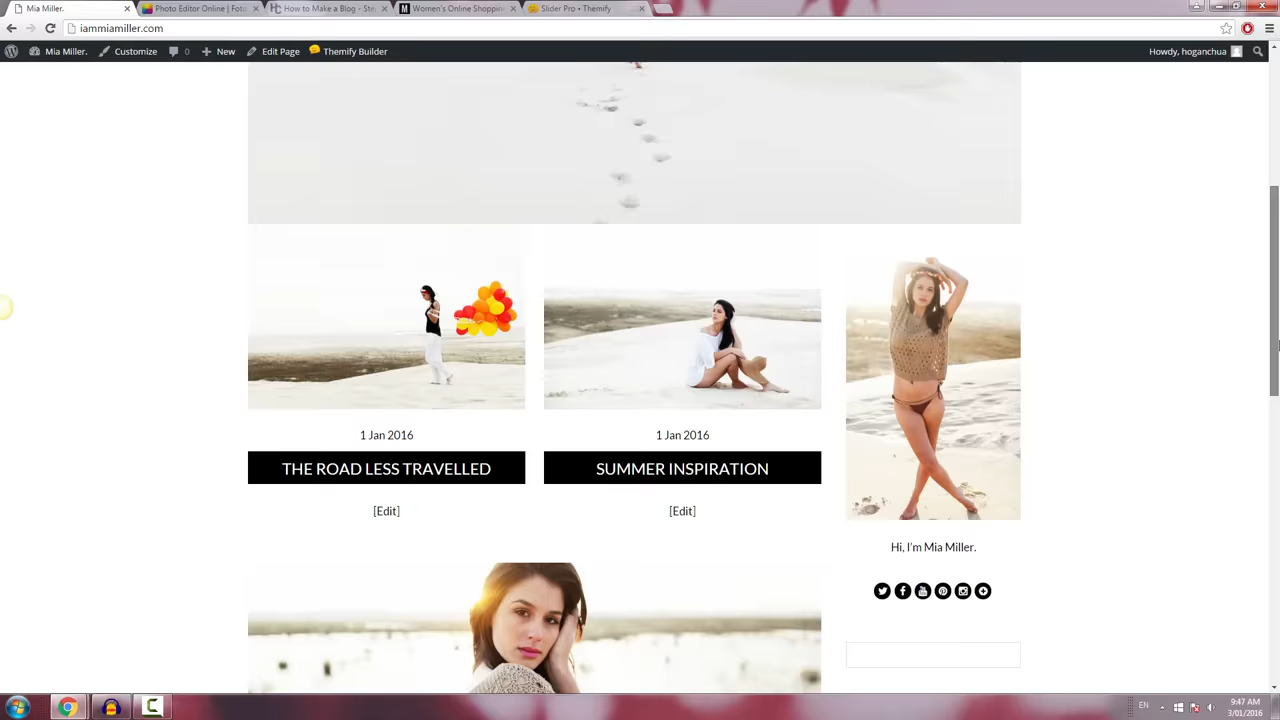 Mia Miller.
Photo Editor Online | Foto
How to Make a Blog - Ste
Women's Online Shoppin
Slider Pro • Themify
iammiamiller.com
Mia Miller.
Customize
0
New
Edit Page
Themify Builder
Howdy, hoganchua
1 Jan 2016
1 Jan 2016
THE ROAD LESS TRAVELLED
SUMMER INSPIRATION
[Edit]
[Edit]
Hi, I'm Mia Miller.
EN
9:47 AM
3/01/2016